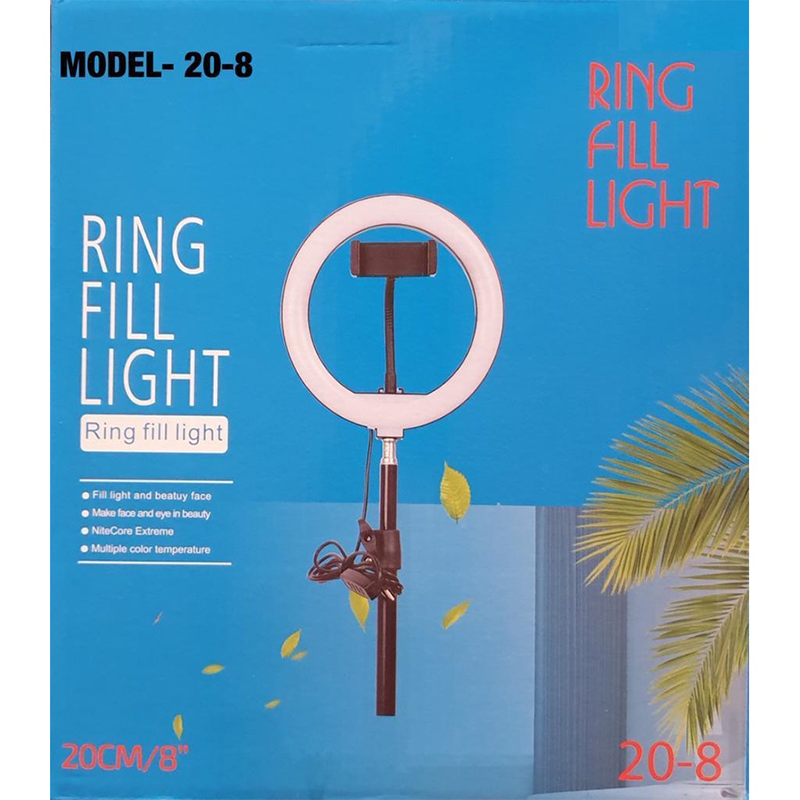 MODEL- 20-8
RING
FILL
LIGHT
RING
FILL
LIGHT
Ring fill light
Fill light and beatuy face
Make face and eye in beauty
NiteCore Extreme
Multiple color temperature
20CM/8"
20-8